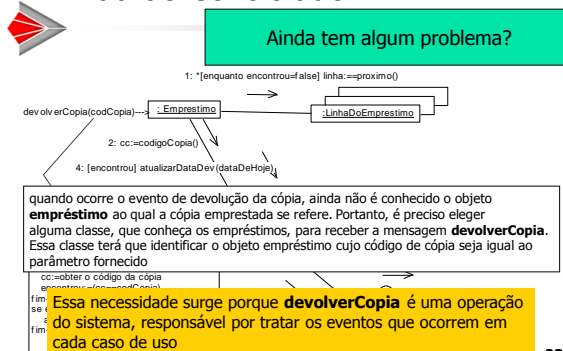 Ainda tem algum problema?
1: *[enquanto encontrou=false] linha:==proximo()
devolverCopia(codCopia)--->
: Emprestimo
:LinhaDoEmprestimo
2: cc:=codigoCopia()
4: [encontrou] atualizarDataDev(dataDeHoje)
quando ocorre o evento de devolução da cópia, ainda não é conhecido o objeto
empréstimo ao qual a cópia emprestada se refere. Portanto, é preciso eleger
alguma classe, que conheça os empréstimos, para receber a mensagem devolverCopia.
Essa classe terá que identificar o objeto empréstimo cujo código de cópia seja igual ao
parâmetro fornecido
cc:=obter o código da cópia
Essa necessidade surge porque devolverCopia é uma operação
do sistema, responsável por tratar os eventos que ocorrem em
cada caso de uso